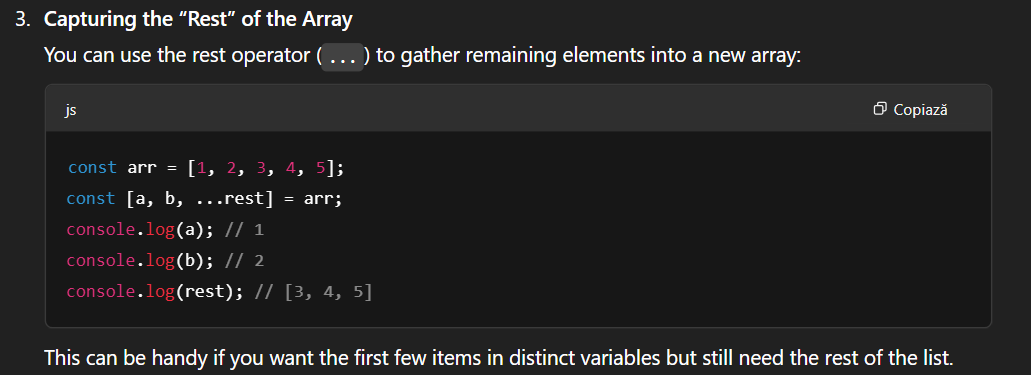 3. Capturing the “Rest” of the Array
You can use the rest operator (...) to gather remaining elements into a new array:
js
Copiază
const arr = [1, 2, 3, 4, 5];
const [a, b, ...rest] = arr;
console.log(a); // 1
console.log(b); // 2
console.log(rest); // [3, 4, 5]
This can be handy if you want the first few items in distinct variables but still need the rest of the list.